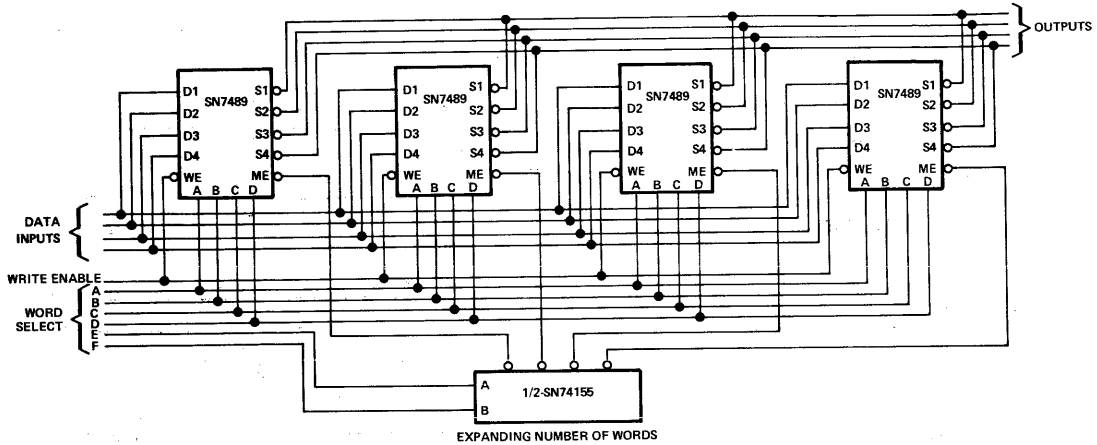 OUTPUTS
D1 SN7489 S1
D2 S2
D3 S3
D4 S4
WE ME
A B C D
D1 SN7489 S1
D2 S2
D3 S3
D4 S4
WE ME
A B C D
D1 SN7489 S1
D2 S2
D3 S3
D4 S4
WE ME
A B C D
D1 SN7489 S1
D2 S2
D3 S3
D4 S4
WE ME
A B C D
DATA
INPUTS
WRITE ENABLE
WORD
SELECT
A
B
C
D
E
F
A
B
1/2-SN74155
EXPANDING NUMBER OF WORDS